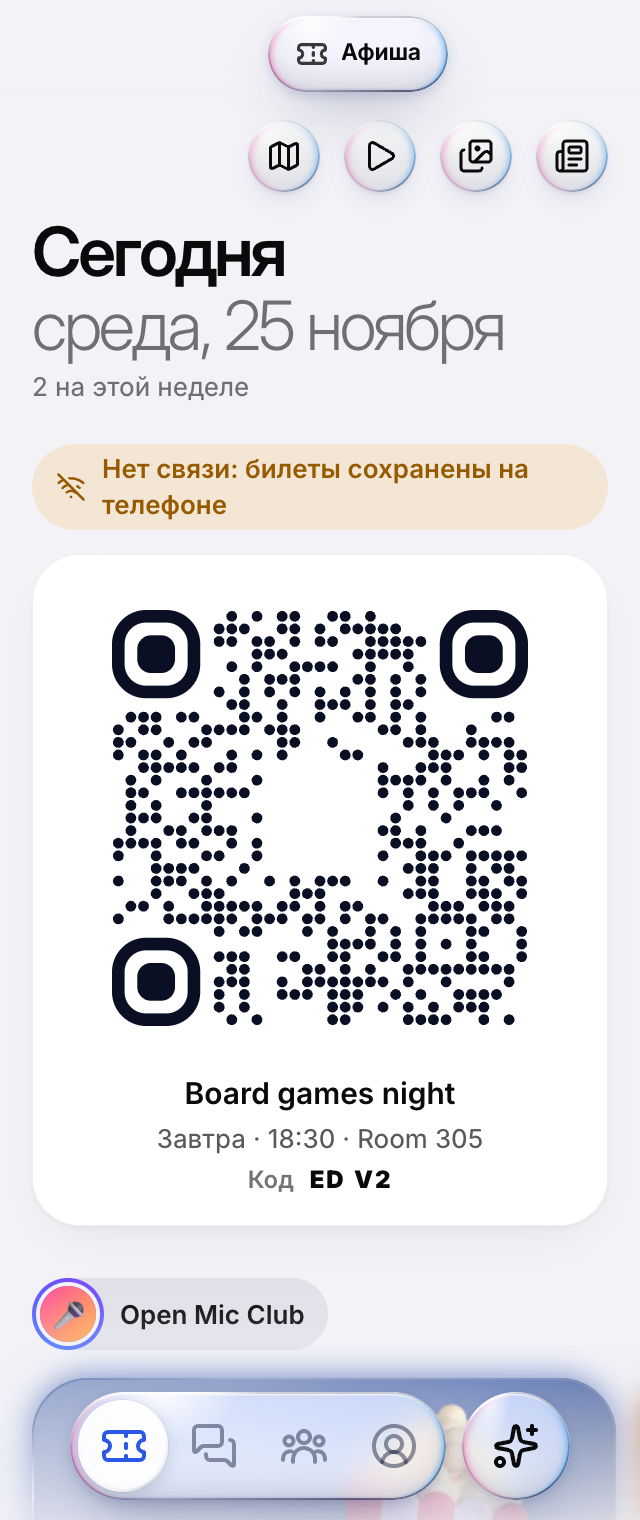 Афиша
Сегодня
среда, 25 ноября
2 на этой неделе
Нет связи: билеты сохранены на
телефоне
Board games night
Завтра · 18:30 · Room 305
Код ED V2
Open Mic Club